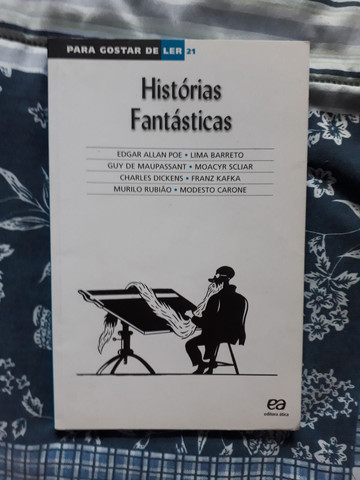 PARA GOSTAR DE LER 21
Histórias
Fantásticas
EDGAR ALLAN POE • LIMA BARRETO
GUY DE MAUPASSANT • MOACYR SCLIAR
CHARLES DICKENS • FRANZ KAFKA
MURILO RUBIÃO • MODESTO CARONE
ea
editora ática